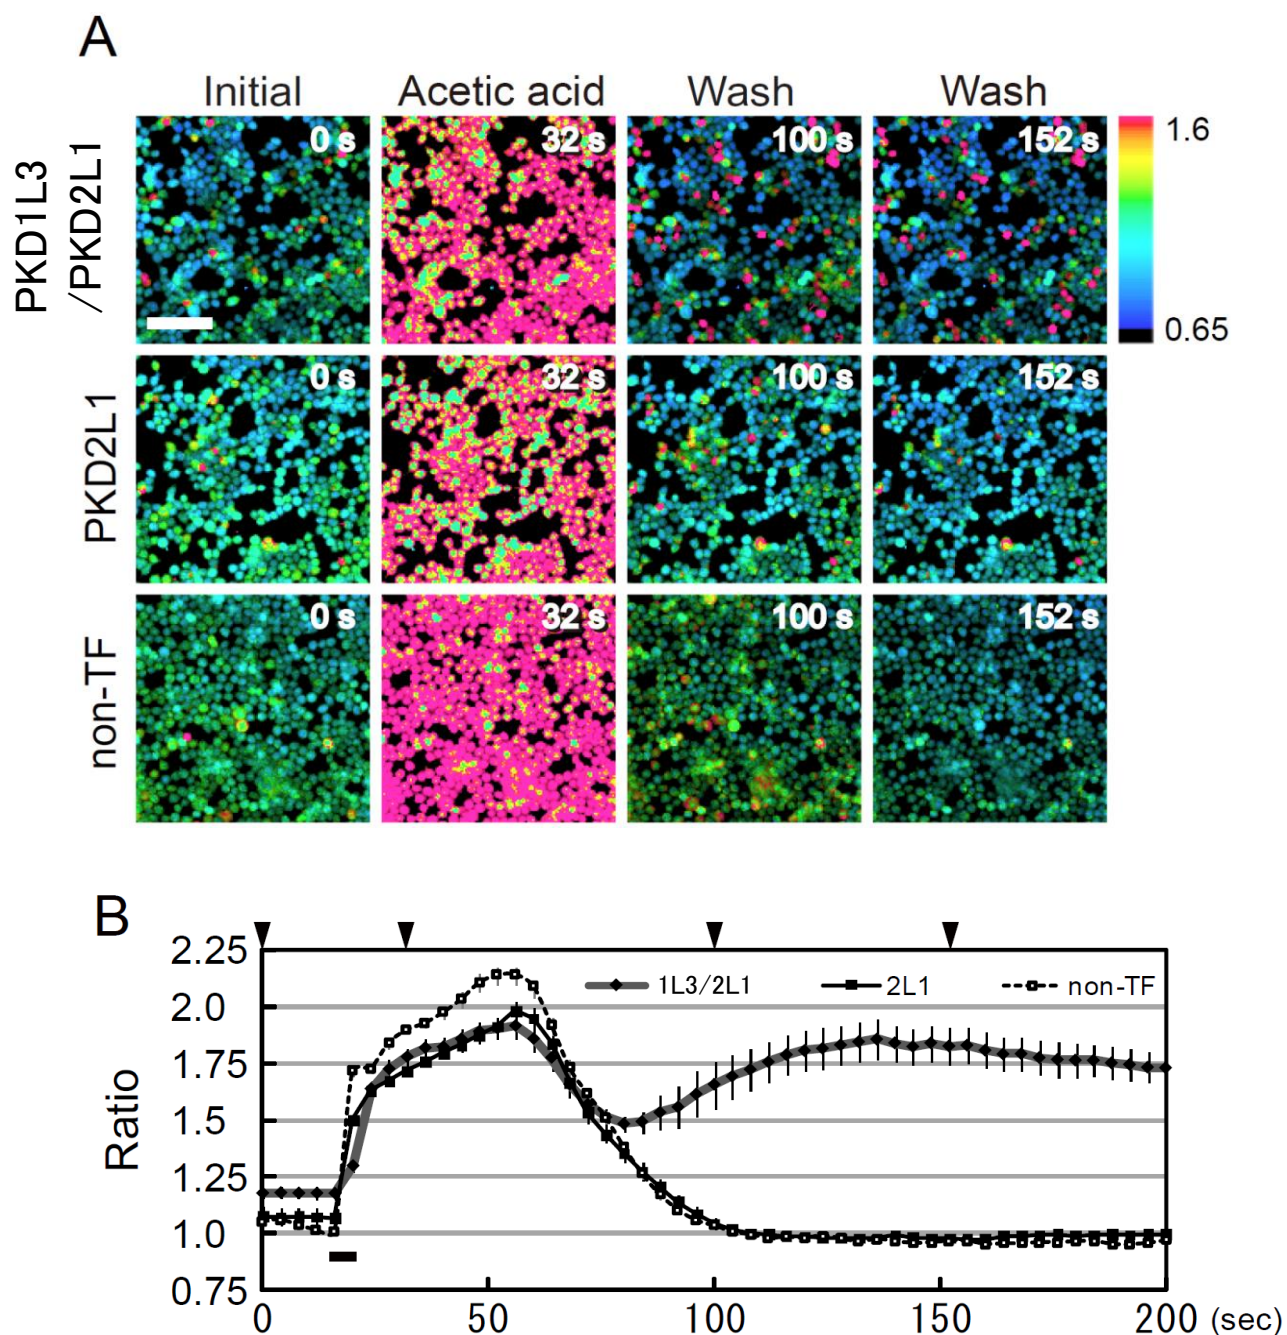 A
Initial Acetic acid Wash Wash
PKD1L3
/PKD2L1
0 s 32 s 100 s 152 s
1.6
0.65
PKD2L1
0 s 32 s 100 s 152 s
non-TF
0 s 32 s 100 s 152 s
B
2.25
1L3/2L1 2L1 non-TF
2.0
1.75
1.5
1.25
1.0
0.75
Ratio
0 50 100 150 200 (sec)